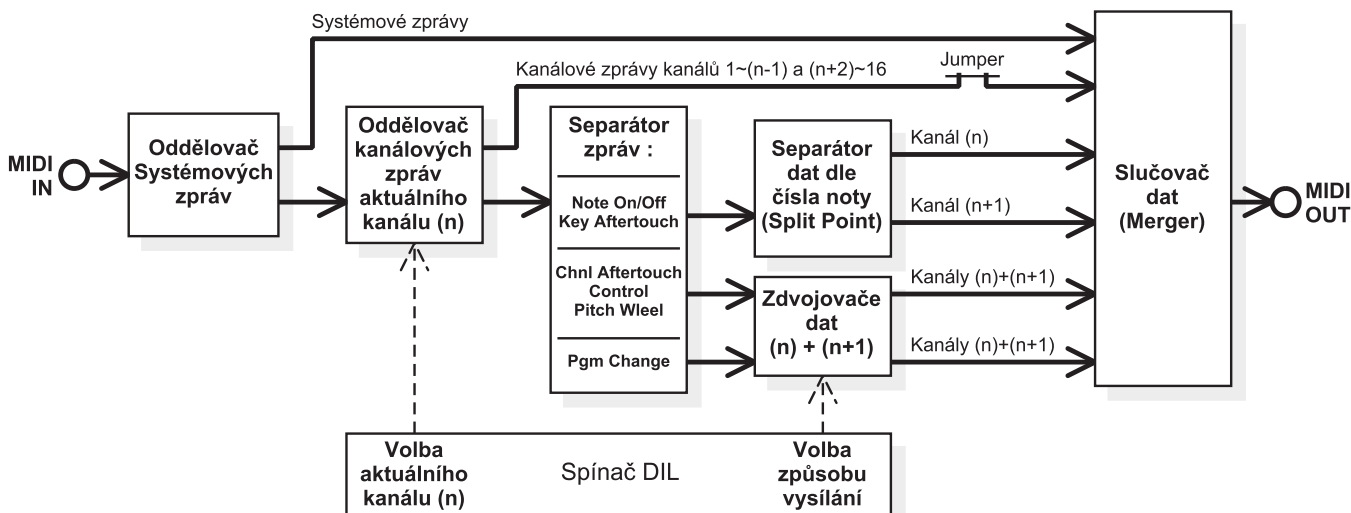 Systémové zprávy
Kanálové zprávy kanálů 1~(n-1) a (n+2)~16
Jumper
MIDI
IN
Oddělovač
Systémových
zpráv
Oddělovač
kanálových
zpráv
aktuálního
kanálu (n)
Separátor
zpráv :
Note On/Off
Key Aftertouch
Chnl Aftertouch
Control
Pitch Wleel
Pgm Change
Separátor
dat dle
čísla noty
(Split Point)
Zdvojovače
dat
(n) + (n+1)
Kanál (n)
Kanál (n+1)
Kanály (n)+(n+1)
Kanály (n)+(n+1)
Slučovač
dat
(Merger)
MIDI
OUT
Volba
aktuálního
kanálu (n)
Spínač DIL
Volba
způsobu
vysílání